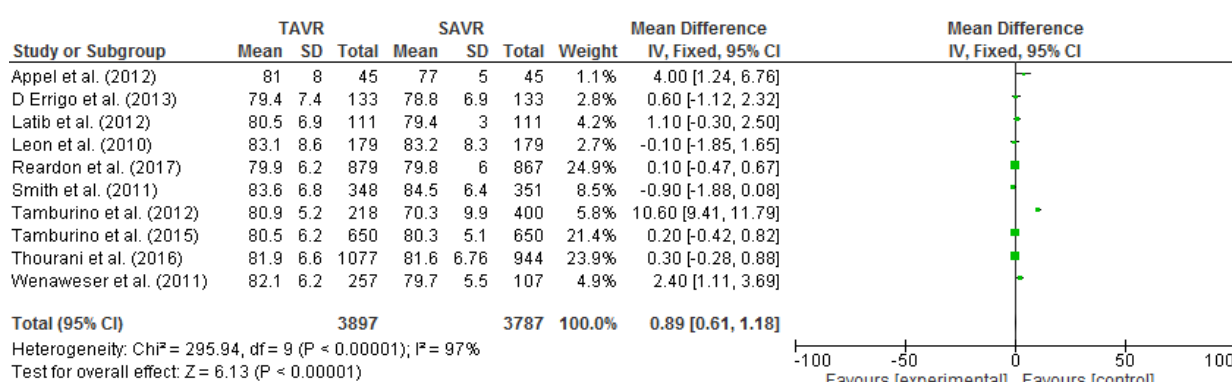 TAVR SAVR Mean Difference Mean Difference
Study or Subgroup Mean SD Total Mean SD Total Weight IV, Fixed, 95% CI IV, Fixed, 95% CI
Appel et al. (2012) 81 8 45 77 5 45 1.1% 4.00 [1.24, 6.76]
D Errigo et al. (2013) 79.4 7.4 133 78.8 6.9 133 2.8% 0.60 [-1.12, 2.32]
Latib et al. (2012) 80.5 6.9 111 79.4 3 111 4.2% 1.10 [-0.30, 2.50]
Leon et al. (2010) 83.1 8.6 179 83.2 8.3 179 2.7% -0.10 [-1.85, 1.65]
Reardon et al. (2017) 79.9 6.2 879 79.8 6 867 24.9% 0.10 [-0.47, 0.67]
Smith et al. (2011) 83.6 6.8 348 84.5 6.4 351 8.5% -0.90 [-1.88, 0.08]
Tamburino et al. (2012) 80.9 5.2 218 70.3 9.9 400 5.8% 10.60 [9.41, 11.79]
Tamburino et al. (2015) 80.5 6.2 650 80.3 5.1 650 21.4% 0.20 [-0.42, 0.82]
Thourani et al. (2016) 81.9 6.6 1077 81.6 6.76 944 23.9% 0.30 [-0.28, 0.88]
Wenaweser et al. (2011) 82.1 6.2 257 79.7 5.5 107 4.9% 2.40 [1.11, 3.69]
Total (95% CI) 3897 3787 100.0% 0.89 [0.61, 1.18]
Heterogeneity: Chi² = 295.94, df = 9 (P < 0.00001); I² = 97%
Test for overall effect: Z = 6.13 (P < 0.00001)
-100 -50 0 50 100
Favours [experimental] Favours [control]